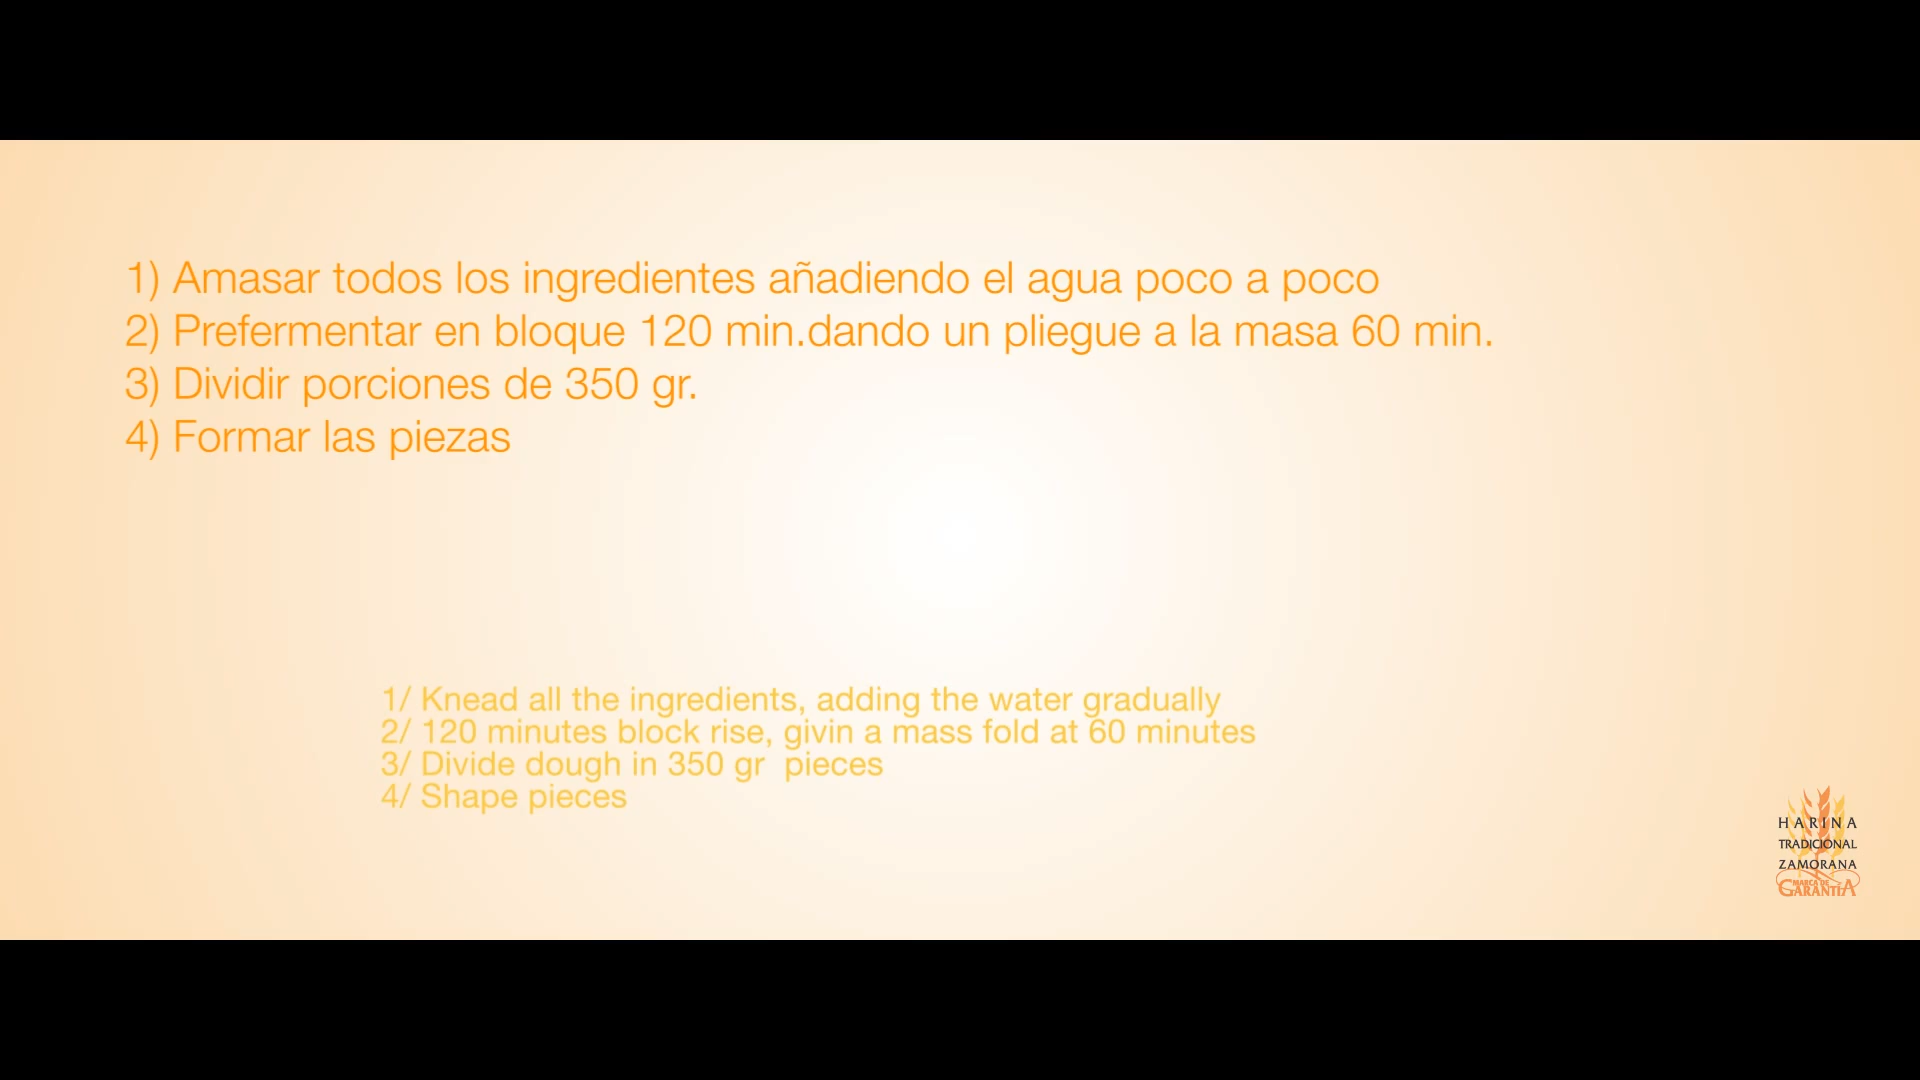 1) Amasar todos los ingredientes añadiendo el agua poco a poco
2) Prefermentar en bloque 120 min.dando un pliegue a la masa 60 min.
3) Dividir porciones de 350 gr.
4) Formar las piezas
1/ Knead all the ingredients, adding the water gradually
2/ 120 minutes block rise, givin a mass fold at 60 minutes
3/ Divide dough in 350 gr  pieces
4/ Shape pieces
HARINA
TRADICIONAL
ZAMORANA
MARCA DE
GARANTÍA